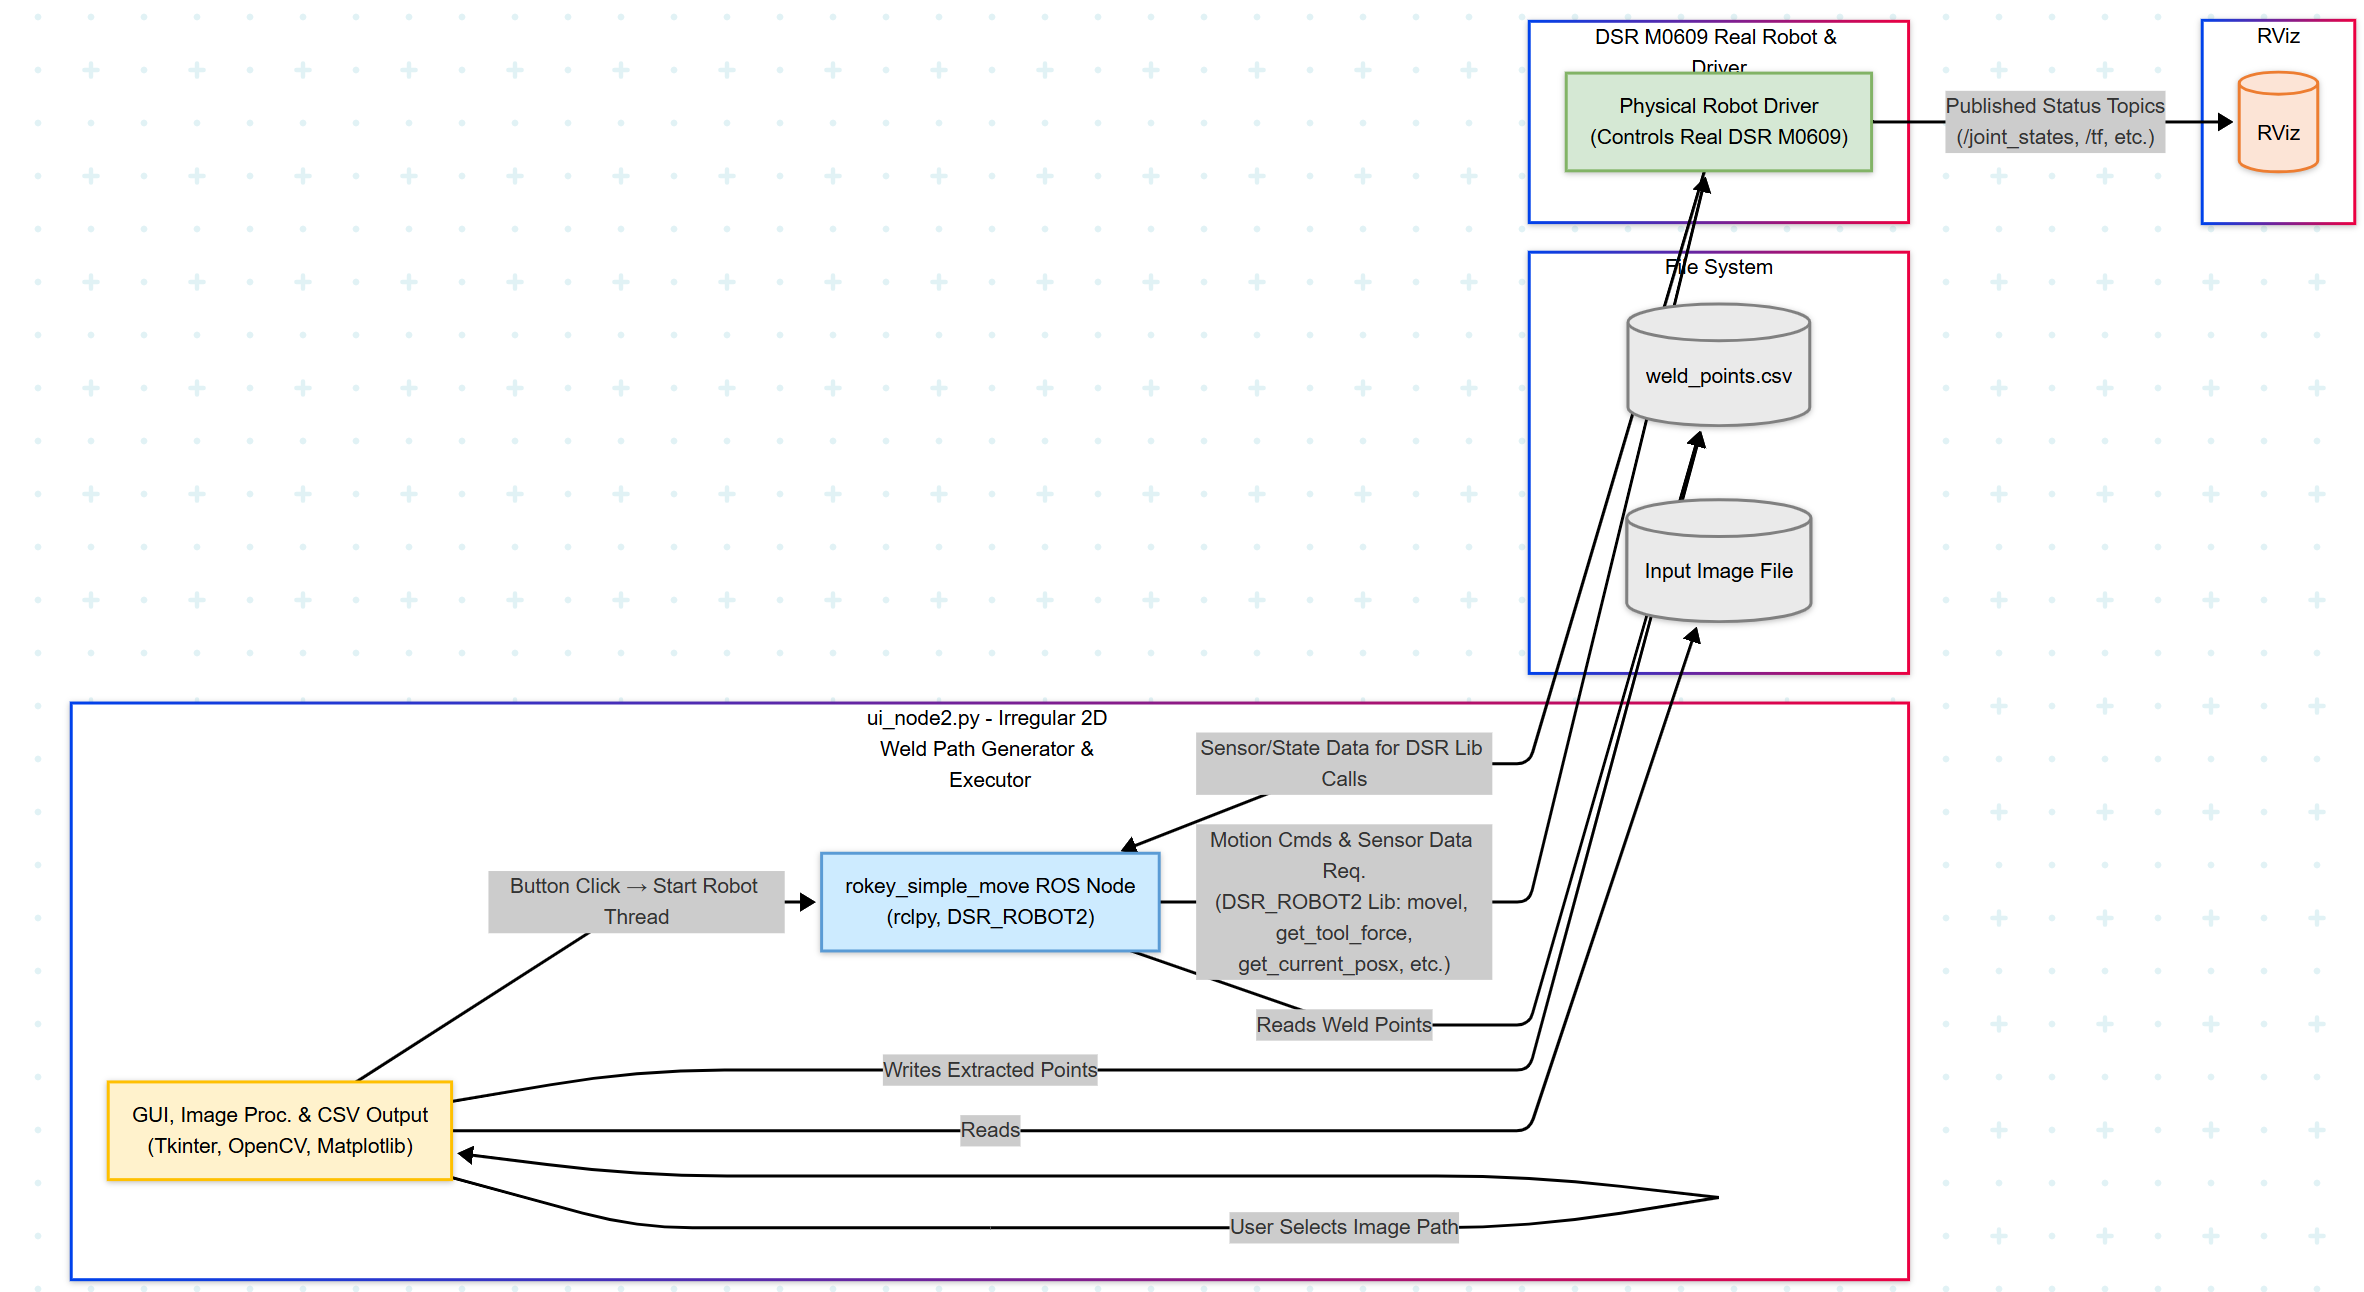 DSR M0609 Real Robot &
Driver
Physical Robot Driver
(Controls Real DSR M0609)
Published Status Topics
(/joint_states, /tf, etc.)
RViz
RViz
File System
weld_points.csv
Input Image File
ui_node2.py - Irregular 2D
Weld Path Generator &
Executor
Sensor/State Data for DSR Lib
Calls
Motion Cmds & Sensor Data
Req.
(DSR_ROBOT2 Lib: movel,
get_tool_force,
get_current_posx, etc.)
Button Click → Start Robot
Thread
rokey_simple_move ROS Node
(rclpy, DSR_ROBOT2)
Reads Weld Points
Writes Extracted Points
GUI, Image Proc. & CSV Output
(Tkinter, OpenCV, Matplotlib)
Reads
User Selects Image Path